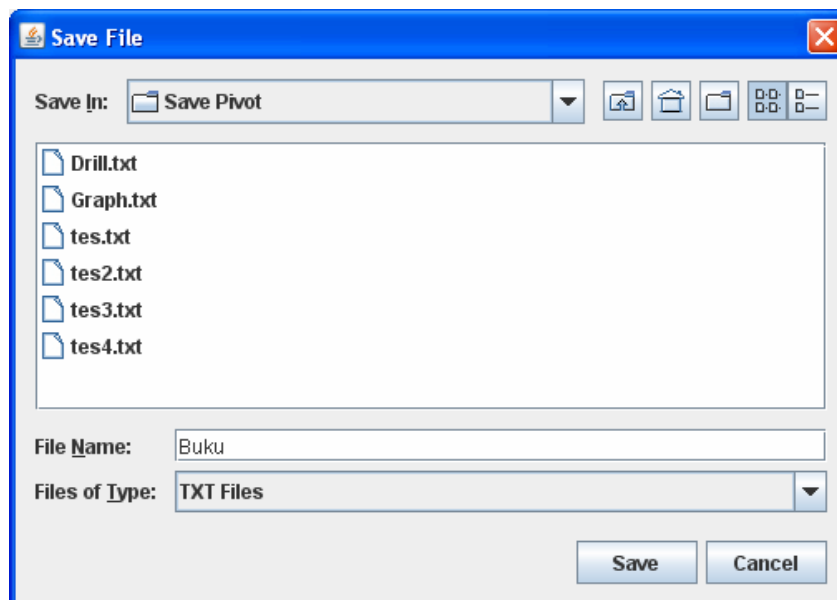 Save File
Save In: Save Pivot
Drill.txt
Graph.txt
tes.txt
tes2.txt
tes3.txt
tes4.txt
File Name: Buku
Files of Type: TXT Files
Save Cancel